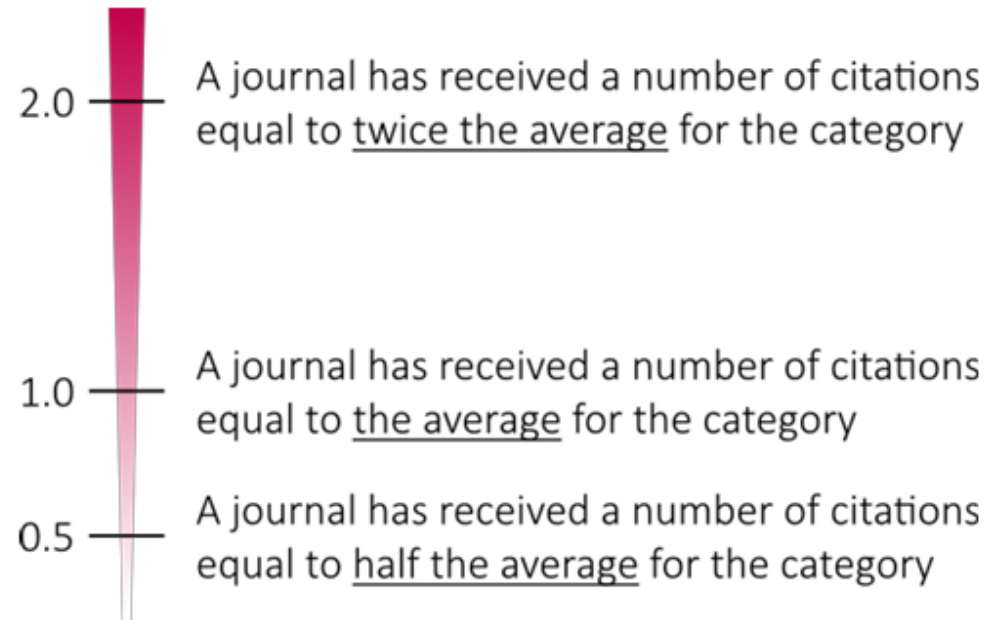 2.0
A journal has received a number of citations
equal to twice the average for the category
1.0
A journal has received a number of citations
equal to the average for the category
0.5
A journal has received a number of citations
equal to half the average for the category